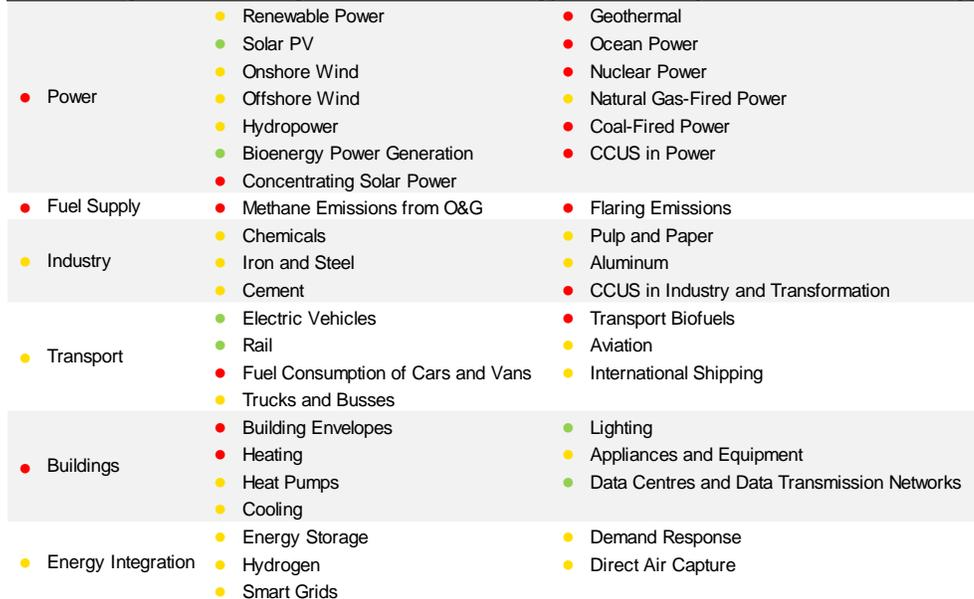 Renewable Power Geothermal
Solar PV Ocean Power
Onshore Wind Nuclear Power
Power Offshore Wind Natural Gas-Fired Power
Hydropower Coal-Fired Power
Bioenergy Power Generation CCUS in Power
Concentrating Solar Power
Fuel Supply Methane Emissions from O&G Flaring Emissions
Chemicals Pulp and Paper
Industry Iron and Steel Aluminum
Cement CCUS in Industry and Transformation
Electric Vehicles Transport Biofuels
Transport Rail Aviation
Fuel Consumption of Cars and Vans International Shipping
Trucks and Busses
Building Envelopes Lighting
Buildings Heating Appliances and Equipment
Heat Pumps Data Centres and Data Transmission Networks
Cooling
Energy Storage Demand Response
Energy Integration Hydrogen Direct Air Capture
Smart Grids